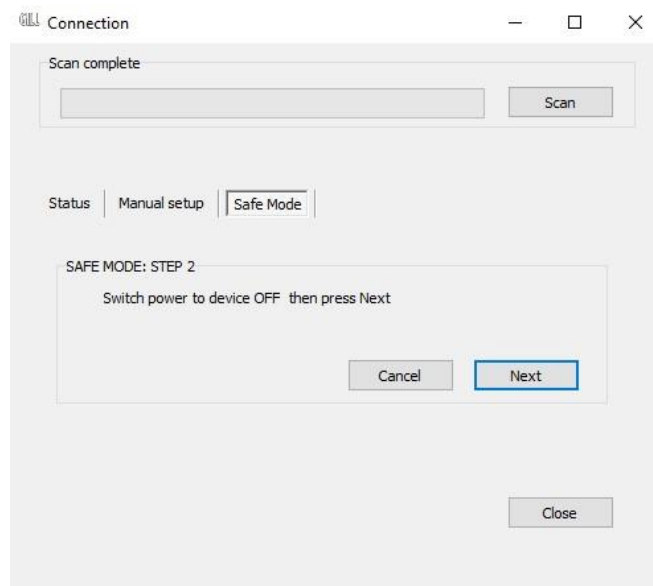 GILL Connection
Scan complete
Scan
Status Manual setup Safe Mode
SAFE MODE: STEP 2
Switch power to device OFF then press Next
Cancel Next
Close